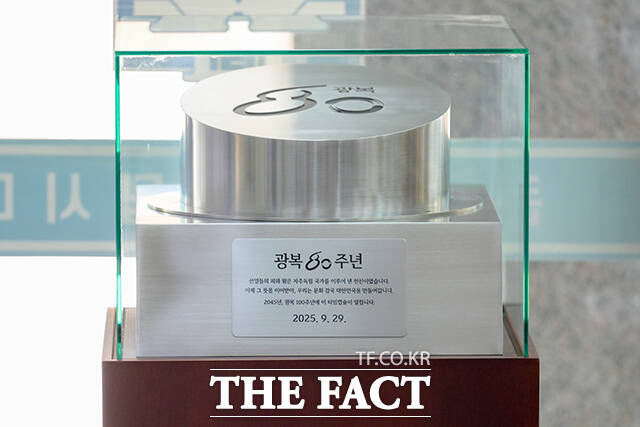 광복
80
광복 80 주년
선열들의 피와 땀은 자주독립 국가를 이루어 낸 헌신이었습니다.
이제 그 뜻을 이어받아, 우리는 문화 강국 대한민국을 만들어갑니다.
2045년, 광복 100주년에 이 타임캡슐이 열립니다.
2025. 9. 29.
TF.CO.KR
THE FACT